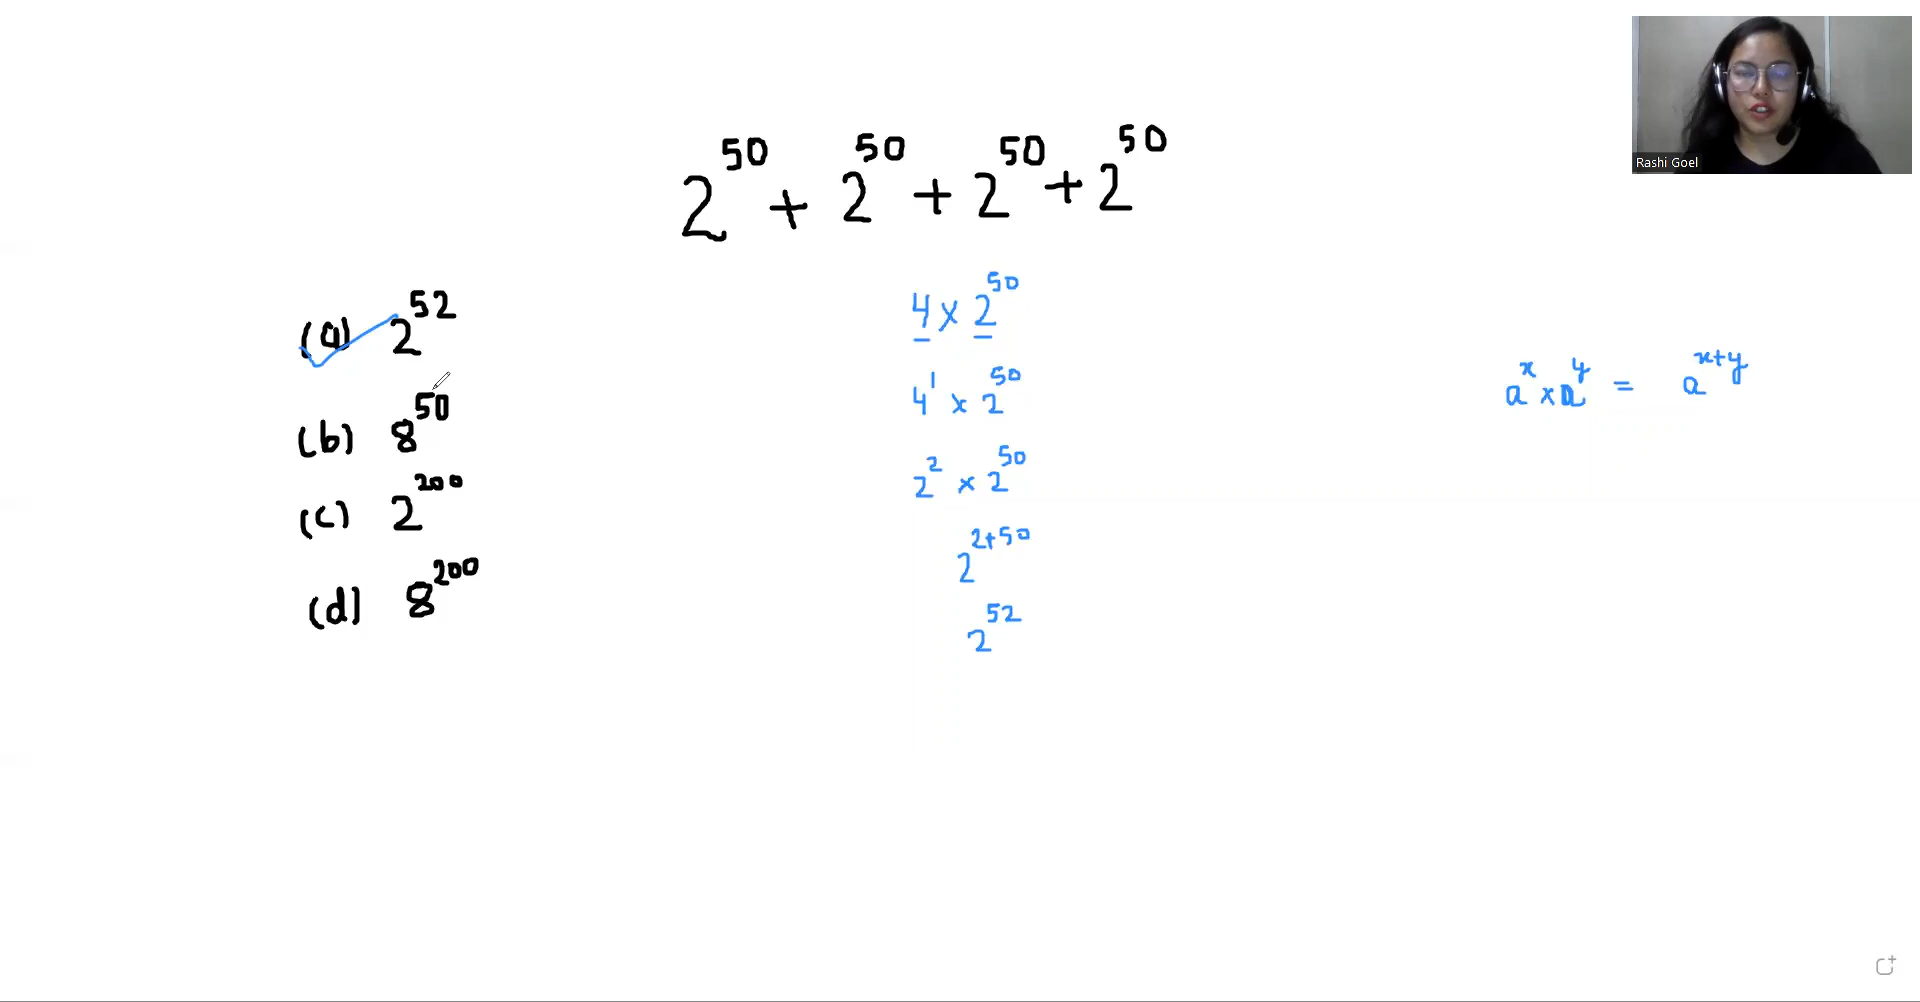 2^50 + 2^50 + 2^50 + 2^50
Rashi Goel
(a) 2^52
(b) 8^50
(c) 2^200
(d) 8^200
4 x 2^50
4^1 x 2^50
2^2 x 2^50
2^2+50
2^52
a^x x a^y = a^x+y